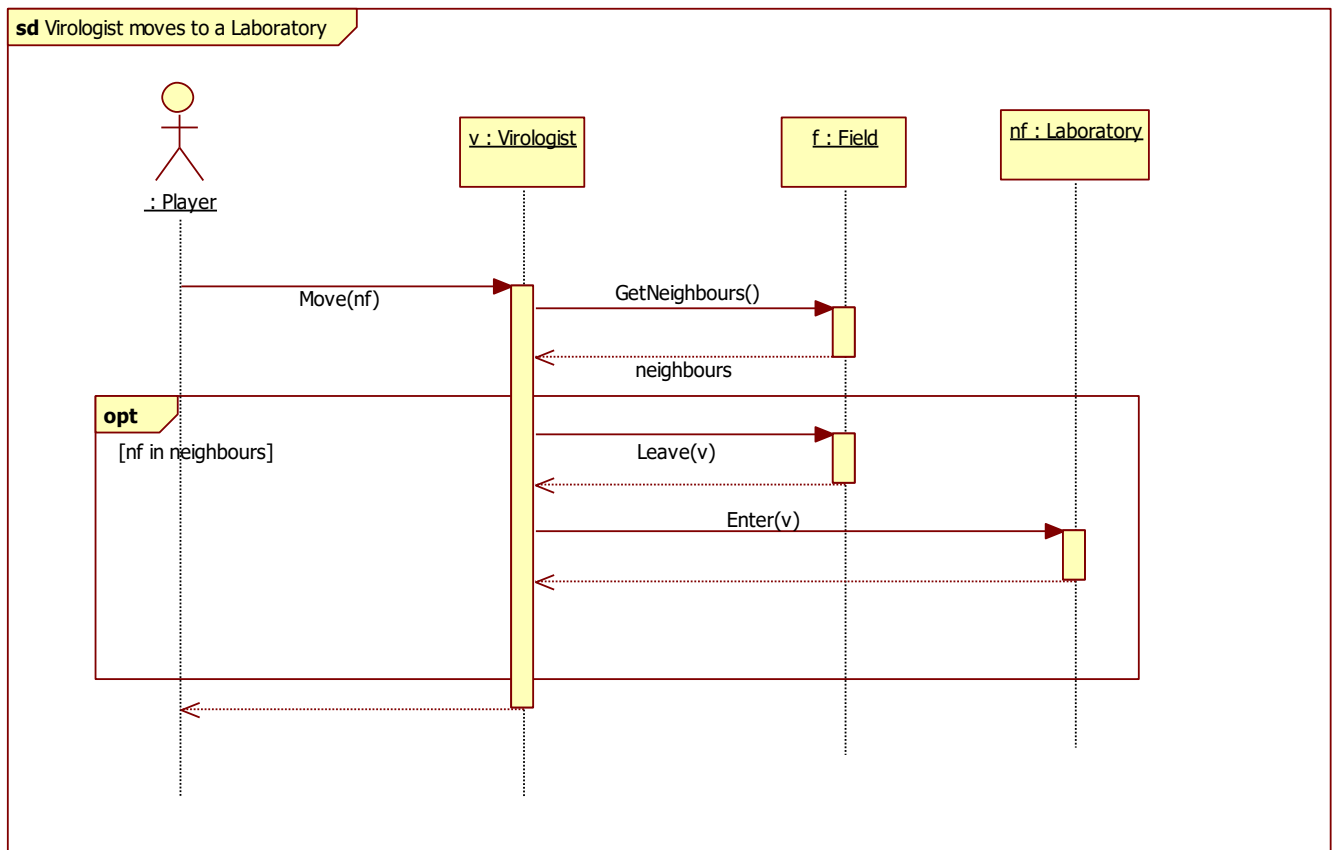 sd Virologist moves to a Laboratory
: Player
v : Virologist
f : Field
nf : Laboratory
Move(nf)
GetNeighbours()
neighbours
opt
[nf in neighbours]
Leave(v)
Enter(v)